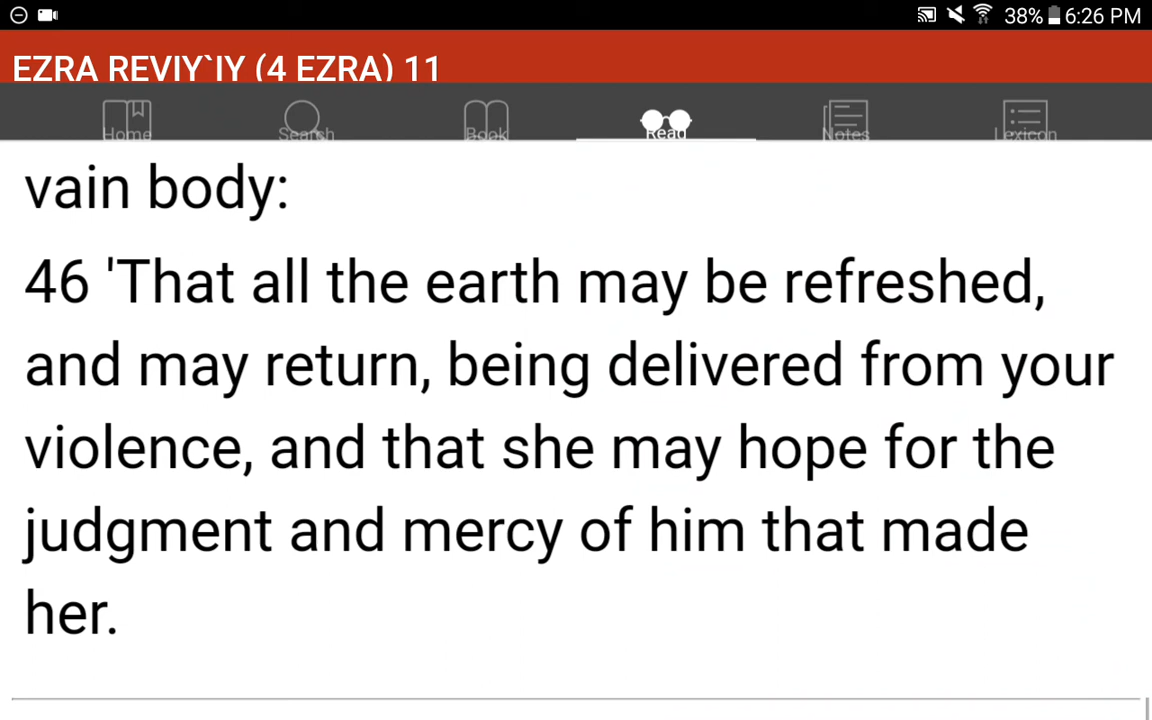 38% 6:26 PM
EZRA REVIY`IY (4 EZRA) 11
Home Search Book Read Notes Lexicon
vain body:
46 'That all the earth may be refreshed,
and may return, being delivered from your
violence, and that she may hope for the
judgment and mercy of him that made
her.